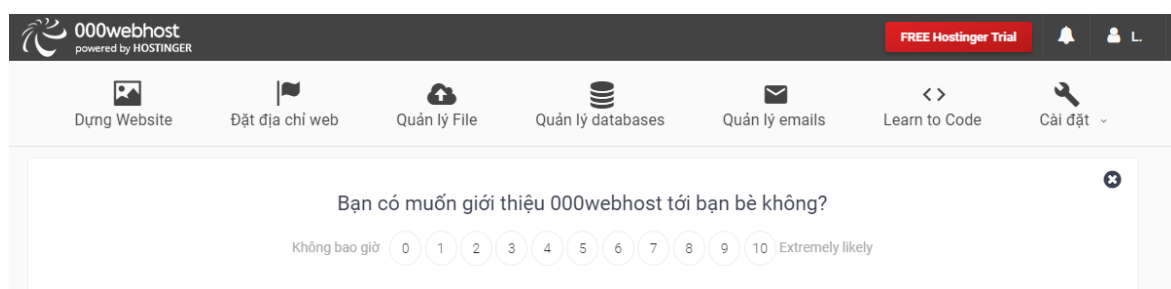 000webhost
powered by HOSTINGER
FREE Hostinger Trial
L.
Dựng Website
Đặt địa chỉ web
Quản lý File
Quản lý databases
Quản lý emails
Learn to Code
Cài đặt
Bạn có muốn giới thiệu 000webhost tới bạn bè không?
Không bao giờ 0 1 2 3 4 5 6 7 8 9 10 Extremely likely